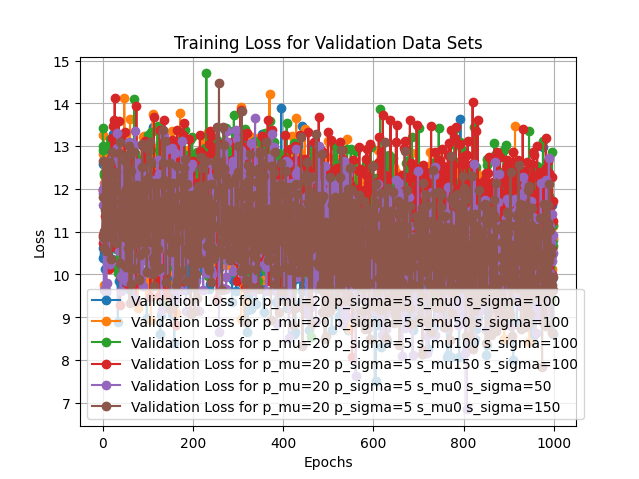 Training Loss for Validation Data Sets
15
14
13
12
11
10
9
8
7
Loss
Validation Loss for p_mu=20 p_sigma=5 s_mu0 s_sigma=100
Validation Loss for p_mu=20 p_sigma=5 s_mu50 s_sigma=100
Validation Loss for p_mu=20 p_sigma=5 s_mu100 s_sigma=100
Validation Loss for p_mu=20 p_sigma=5 s_mu150 s_sigma=100
Validation Loss for p_mu=20 p_sigma=5 s_mu0 s_sigma=50
Validation Loss for p_mu=20 p_sigma=5 s_mu0 s_sigma=150
0 200 400 600 800 1000
Epochs